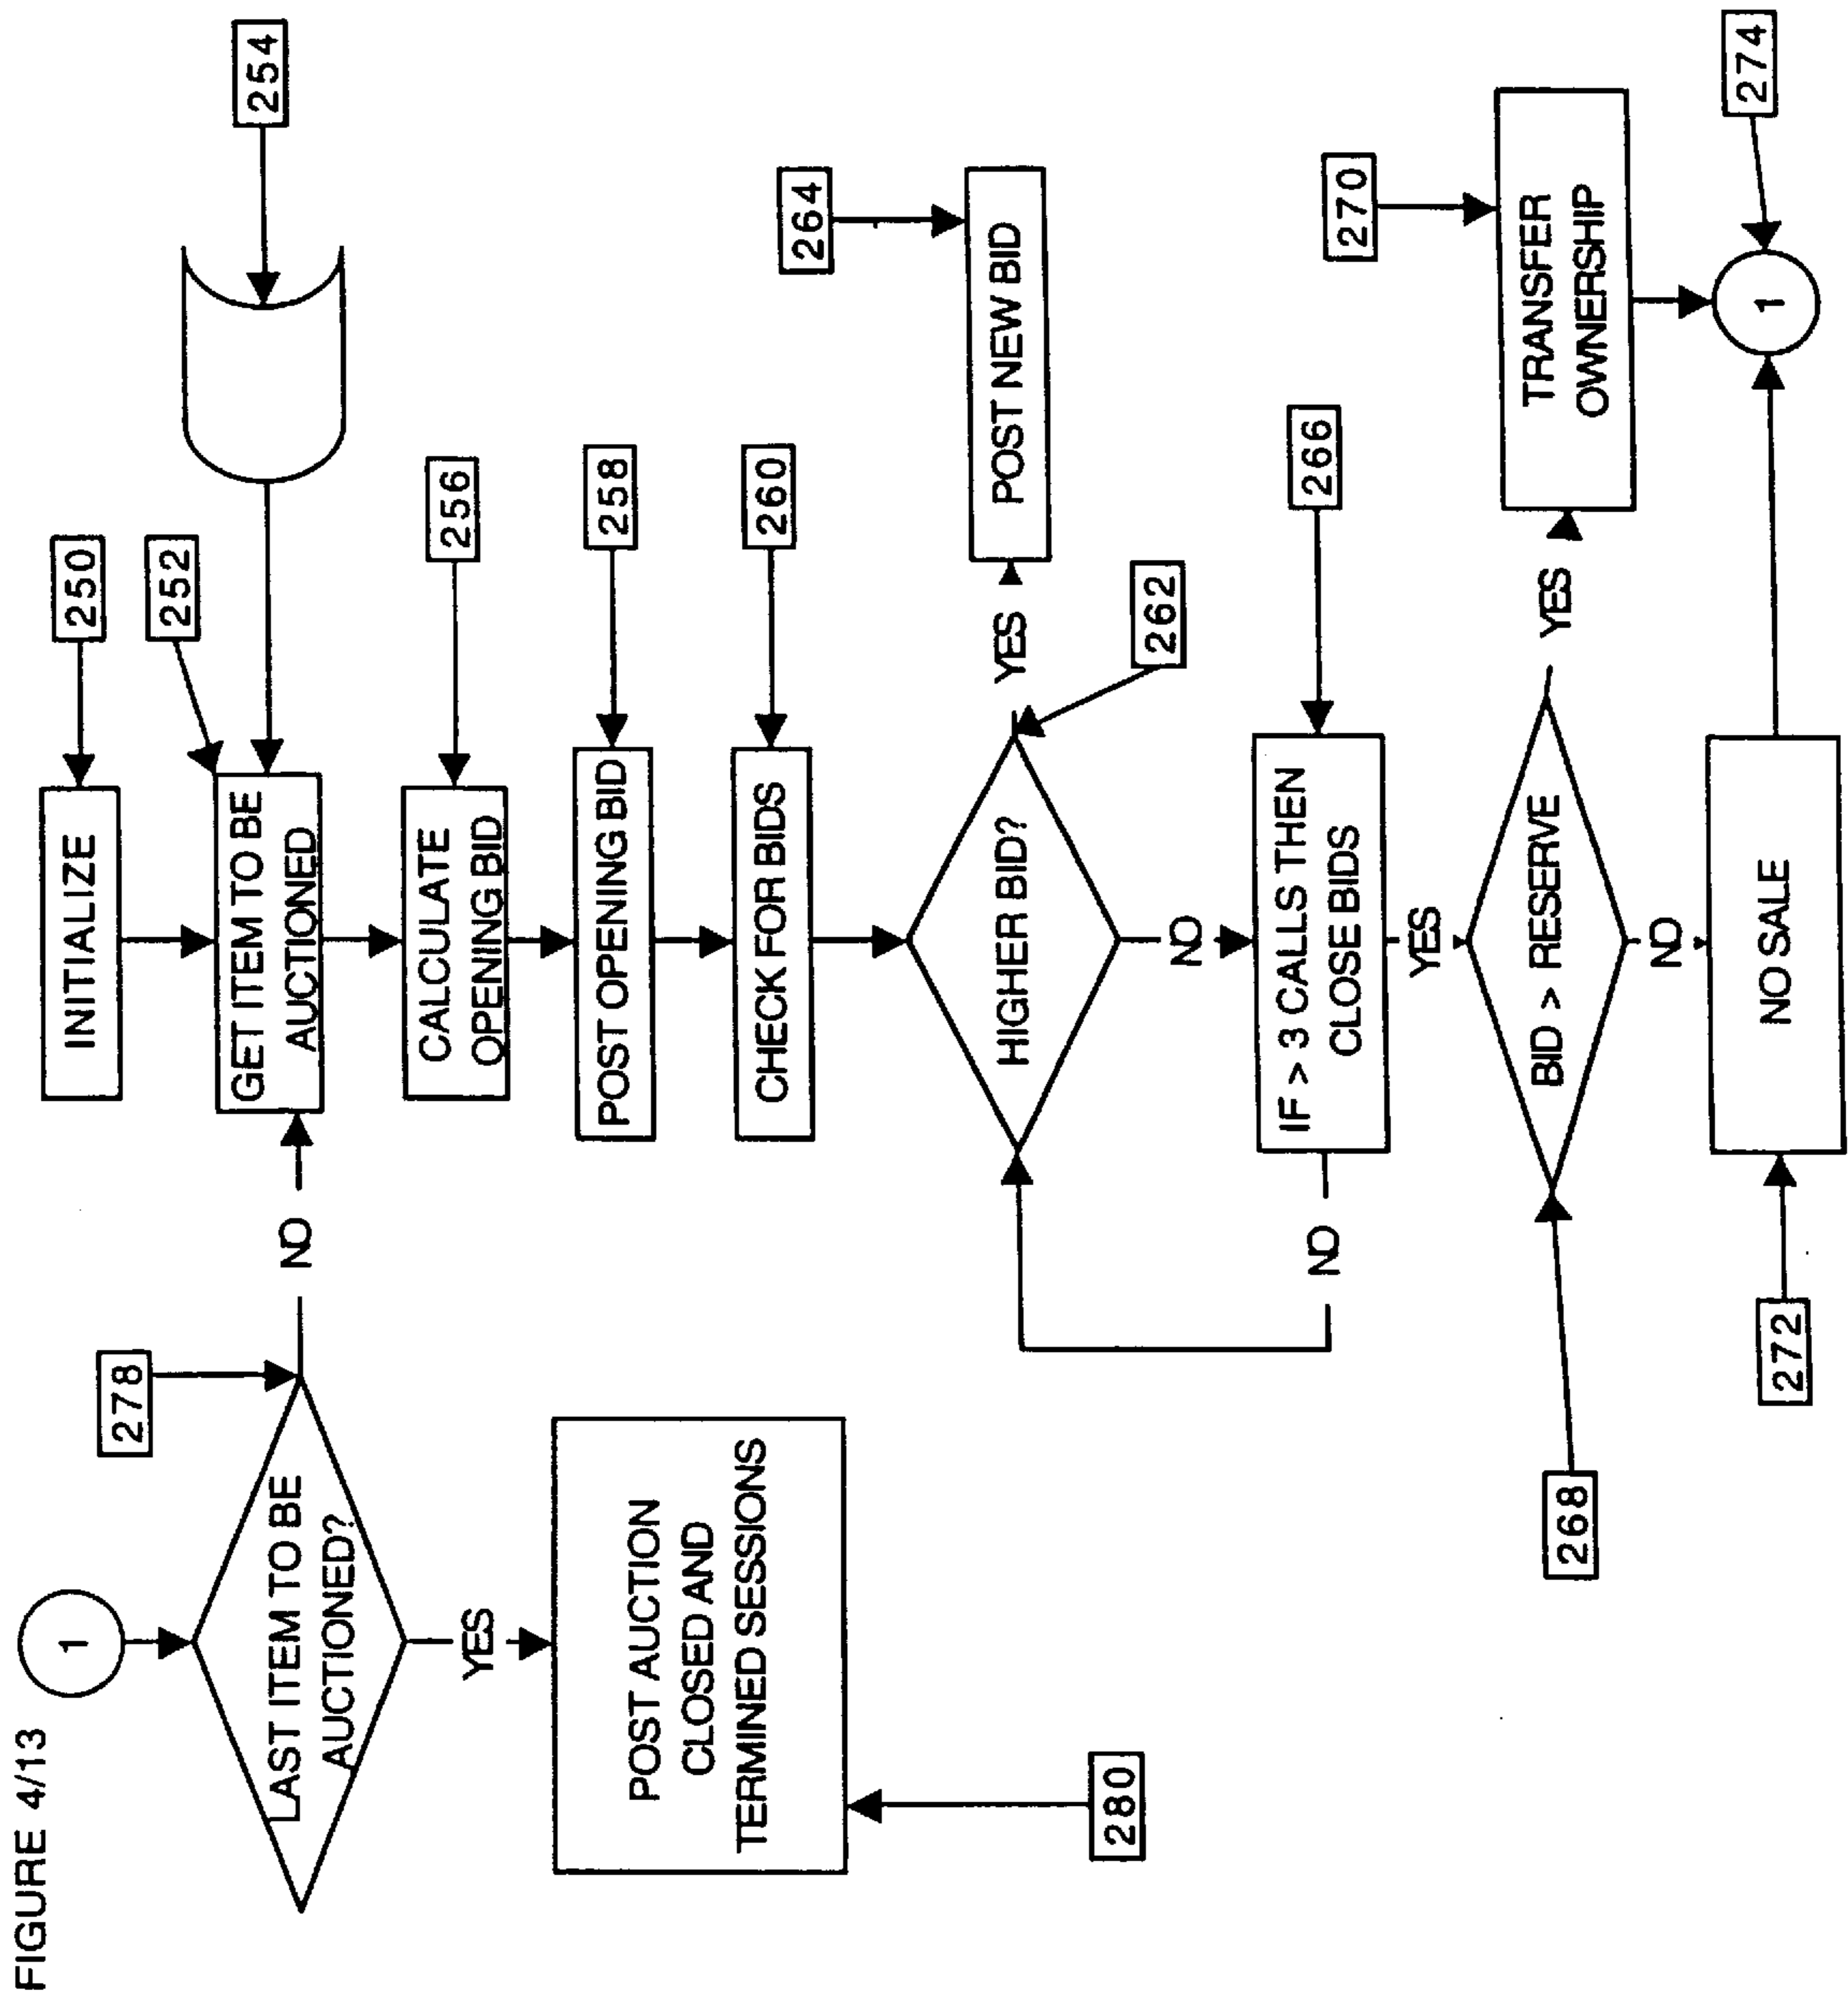 FIGURE 4/13
1
278
LAST ITEM TO BE
AUCTIONED?
NO
YES
POST AUCTION
CLOSED AND
TERMINED SESSIONS
280
INITIALIZE
250
252
GET ITEM TO BE
AUCTIONED
254
CALCULATE
OPENING BID
256
POST OPENING BID
258
CHECK FOR BIDS
260
HIGHER BID?
YES
262
POST NEW BID
264
NO
IF > 3 CALLS THEN
CLOSE BIDS
266
NO
YES
BID > RESERVE
268
YES
TRANSFER
OWNERSHIP
270
NO
NO SALE
272
1
274